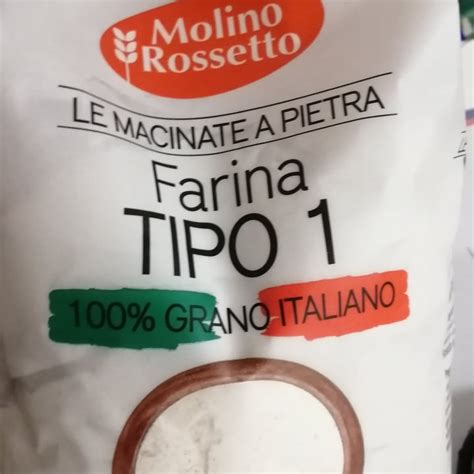 Molino
Rossetto
LE MACINATE A PIETRA
Farina
TIPO 1
100% GRANO ITALIANO